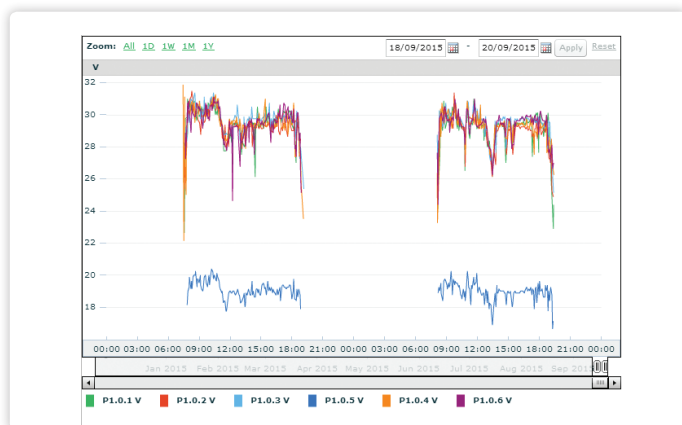 Zoom: All 1D 1W 1M 1Y 18/09/2015 - 20/09/2015 Apply Reset
V
32
30
28
26
24
22
20
18
00:00 03:00 06:00 09:00 12:00 15:00 18:00 21:00 00:00 03:00 06:00 09:00 12:00 15:00 18:00 21:00 00:00
Jan 2015 Feb 2015 Mar 2015 Apr 2015 May 2015 Jun 2015 Jul 2015 Aug 2015 Sep 2015
P1.0.1 V P1.0.2 V P1.0.3 V P1.0.5 V P1.0.4 V P1.0.6 V